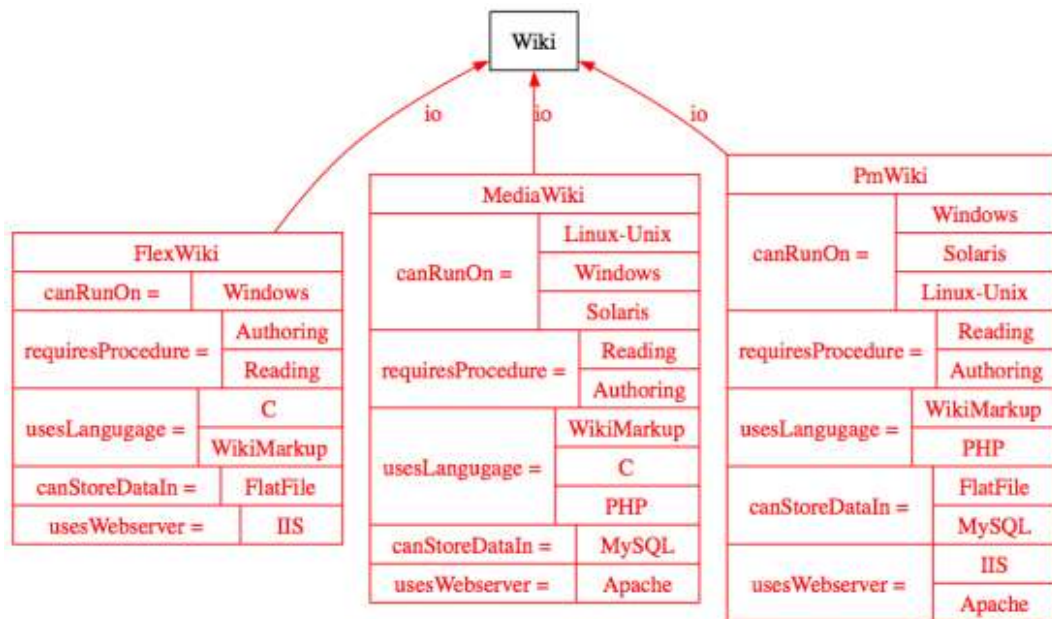 Wiki
io
io
io
FlexWiki
canRunOn =
Windows
requiresProcedure =
Authoring
Reading
usesLangugage =
C
WikiMarkup
canStoreDataIn =
FlatFile
usesWebserver =
IIS
MediaWiki
canRunOn =
Linux-Unix
Windows
Solaris
requiresProcedure =
Reading
Authoring
usesLangugage =
WikiMarkup
C
PHP
canStoreDataIn =
MySQL
usesWebserver =
Apache
PmWiki
canRunOn =
Windows
Solaris
Linux-Unix
requiresProcedure =
Reading
Authoring
usesLangugage =
WikiMarkup
PHP
canStoreDataIn =
FlatFile
MySQL
usesWebserver =
IIS
Apache